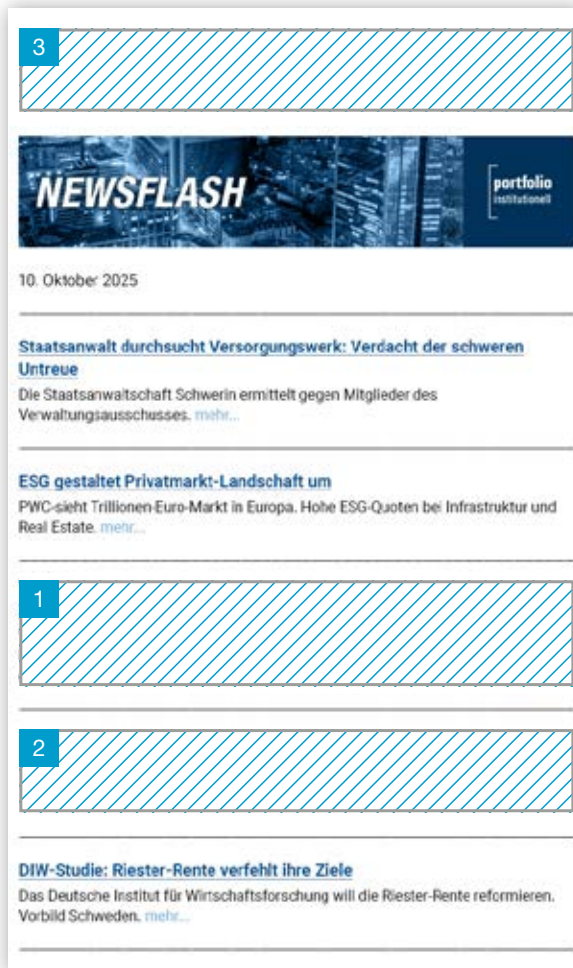 3
NEWSFLASH
portfolio
institutionell
10. Oktober 2025
Staatsanwalt durchsucht Versorgungswerk: Verdacht der schweren
Untreue
Die Staatsanwaltschaft Schwerin ermittelt gegen Mitglieder des
Verwaltungsausschusses. mehr...
ESG gestaltet Privatmarkt-Landschaft um
PWC-sieht Trillionen-Euro-Markt in Europa. Hohe ESG-Quoten bei Infrastruktur und
Real Estate. mehr...
1
2
DIW-Studie: Riester-Rente verfehlt ihre Ziele
Das Deutsche Institut für Wirtschaftsforschung will die Riester-Rente reformieren.
Vorbild Schweden. mehr...